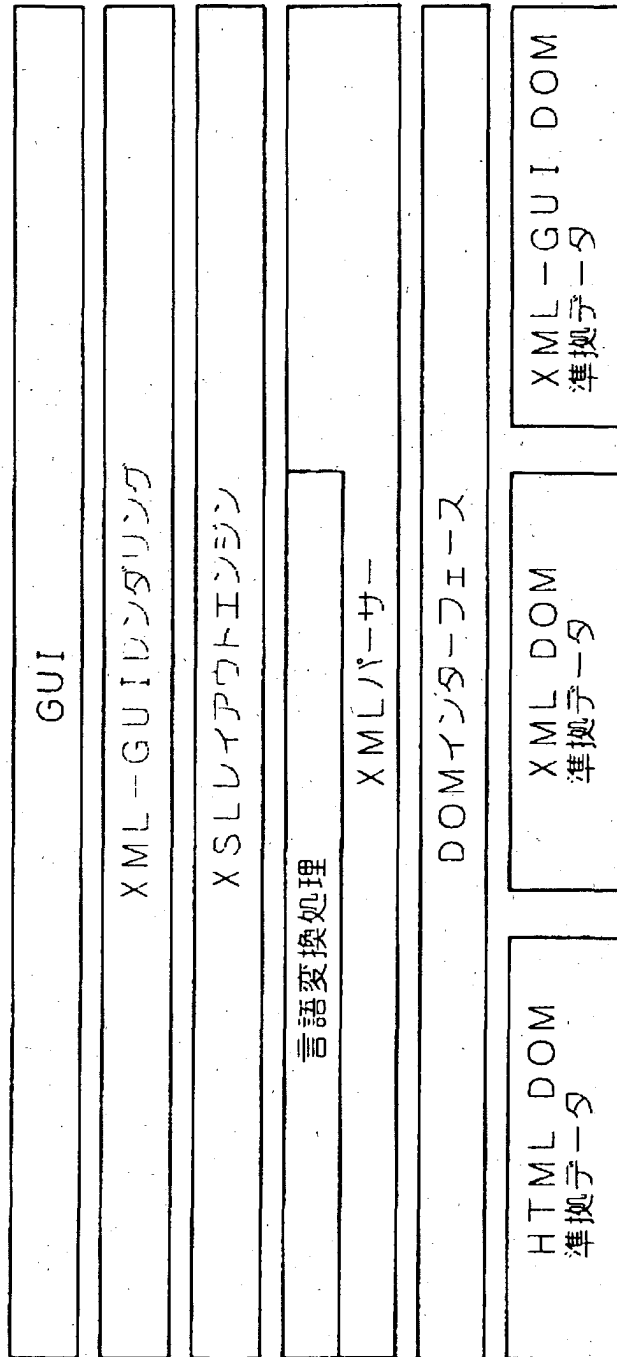 GUI
XML－GUIレンダリング
XSLレイアウトエンジン
言語変換処理
XMLパーサー
DOMインターフェース
HTML DOM
準拠データ
XML DOM
準拠データ
XML－GUI DOM
準拠データ